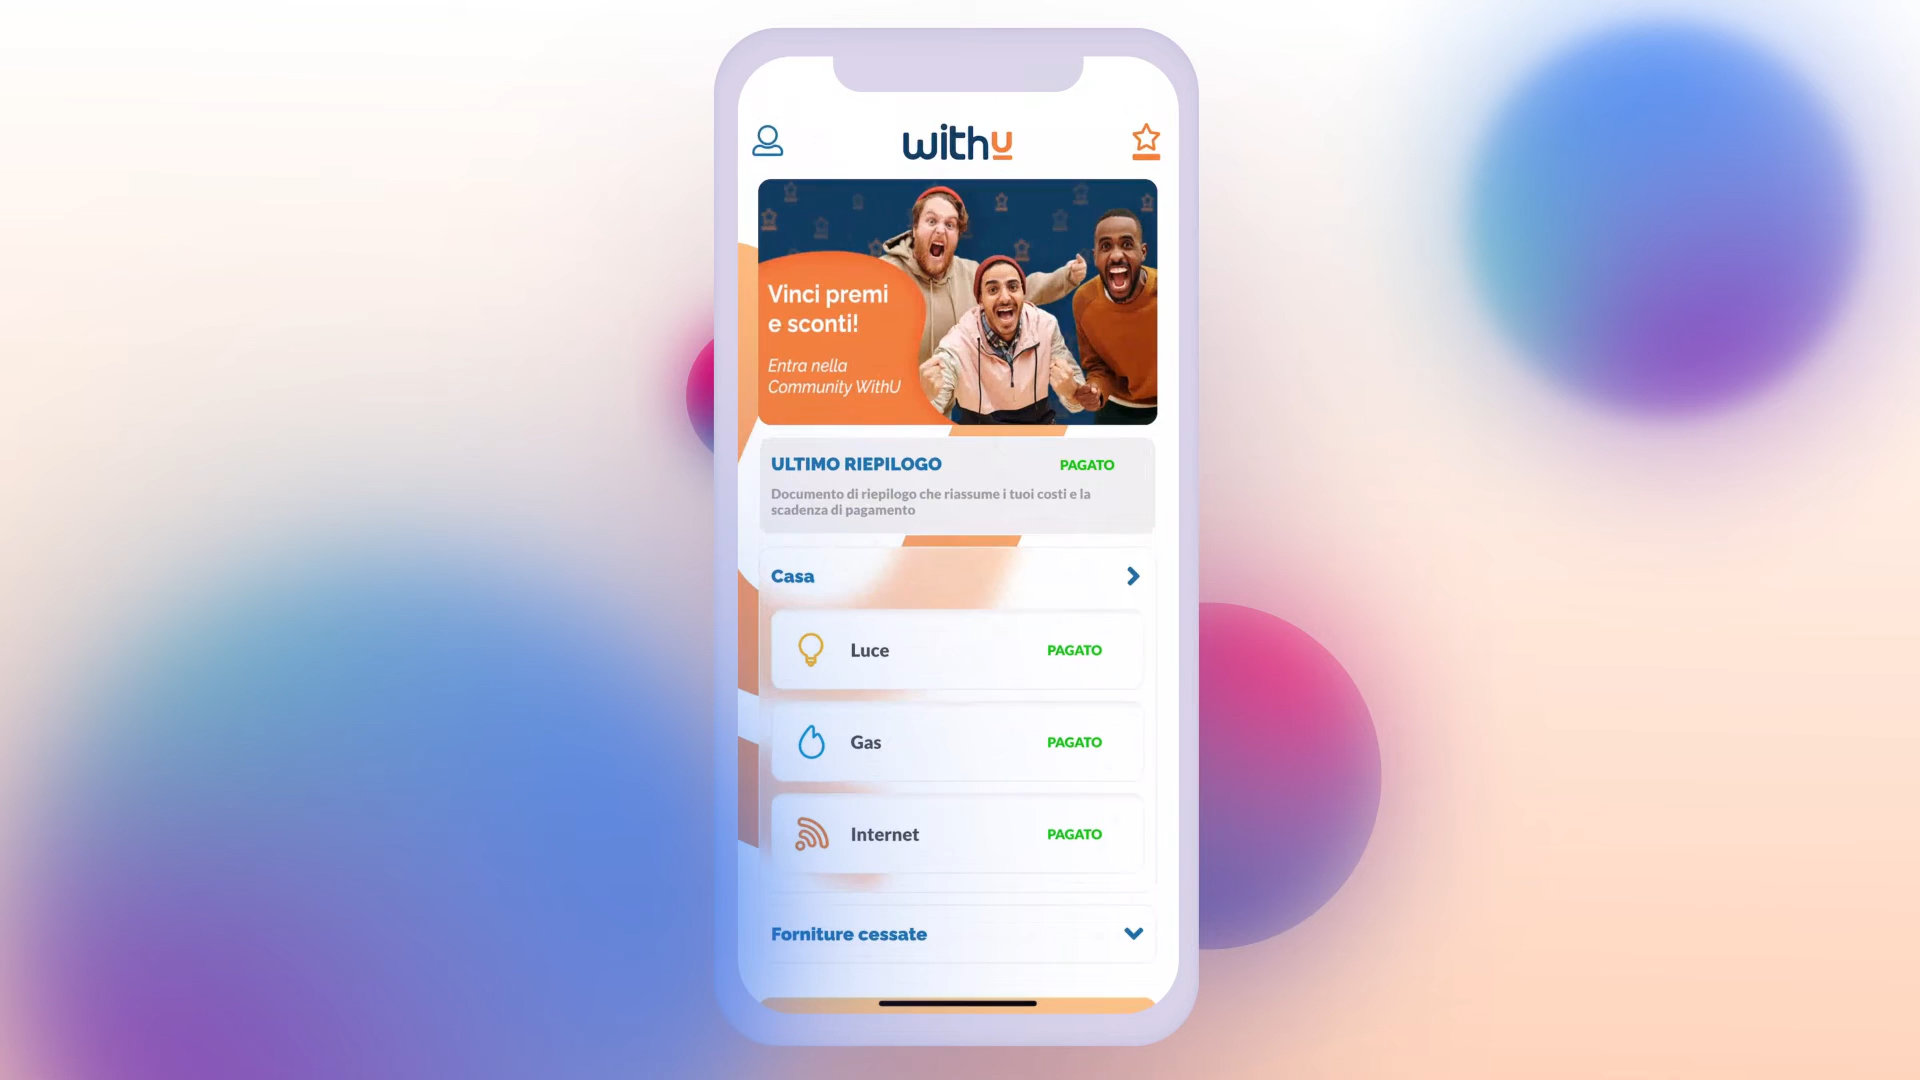 withu
Vinci premi
e sconti!
Entra nella
Community WithU
ULTIMO RIEPILOGO
PAGATO
Documento di riepilogo che riassume i tuoi costi e la
scadenza di pagamento
Casa
Luce
PAGATO
Gas
PAGATO
Internet
PAGATO
Forniture cessate